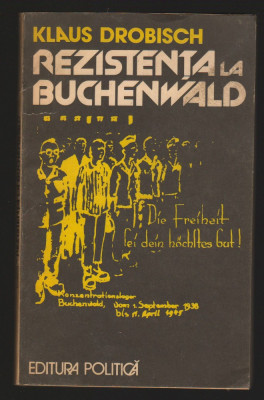 KLAUS DROBISCH
REZISTENȚA LA
BUCHENWALD
Die Freiheit
sei dein höchstes Gut!
Konzentrationslager
Buchenwald, vom 1. September 1938
bis 11. April 1945
EDITURA POLITICĂ